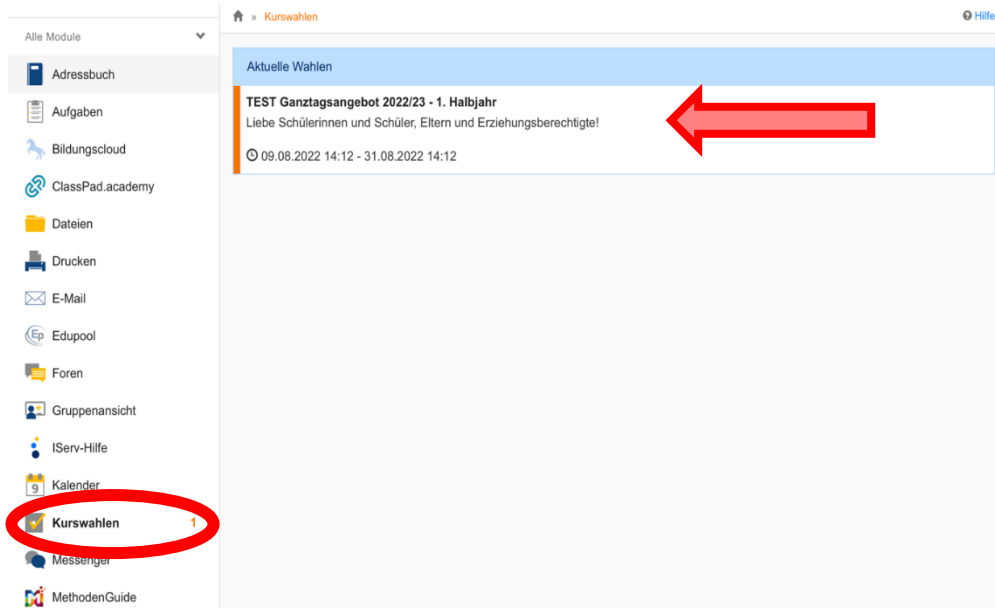 Alle Module
Adressbuch
Aufgaben
Bildungscloud
ClassPad.academy
Dateien
Drucken
E-Mail
Ep Edupool
Foren
Gruppenansicht
IServ-Hilfe
9 Kalender
Kurswahlen 1
Messenger
MethodenGuide
» Kurswahlen
Hilfe
Aktuelle Wahlen
TEST Ganztagsangebot 2022/23 - 1. Halbjahr
Liebe Schülerinnen und Schüler, Eltern und Erziehungsberechtigte!
09.08.2022 14:12 - 31.08.2022 14:12